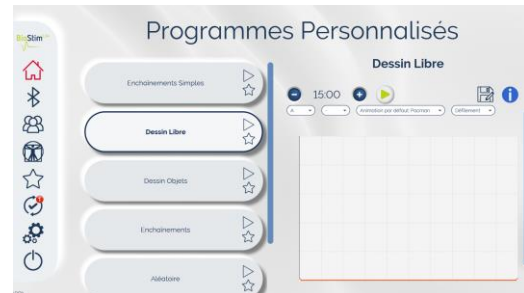 BioSlim™
Programmes Personnalisés
Enchaînements Simples
Dessin Libre
Dessin Objets
Enchaînements
Aléatoire
Dessin Libre
15:00
A
-
Animation par défaut: Pacman
Défilement